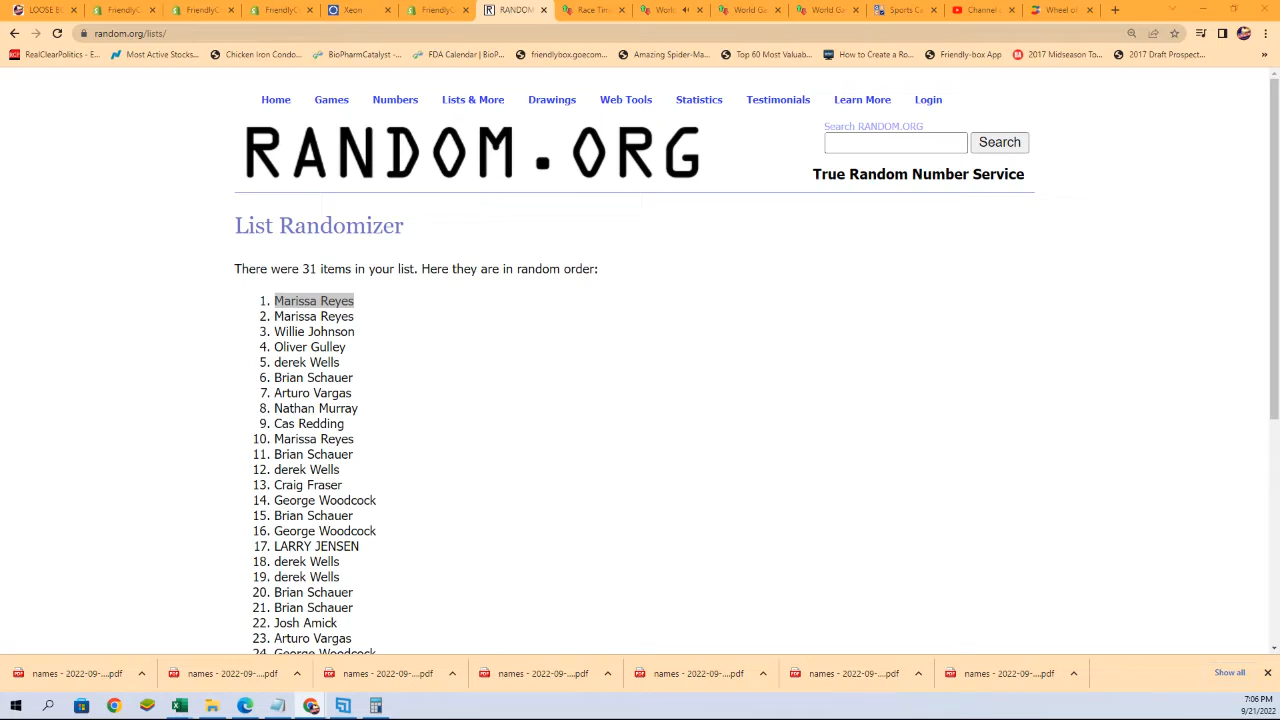 LOOSE BO
FriendlyC
FriendlyC
FriendlyC
Xeon
FriendlyC
RANDOM
Race Time
World
World Ge
World Ge
World Ge
Sports Ca
Channel
Wheel of
random.org/lists/
RealClearPolitics - E...
Most Active Stocks...
Chicken Iron Condo...
BioPharmCatalyst -...
FDA Calendar | BioP...
friendlybox.goecom...
Amazing Spider-Ma...
Top 60 Most Valuab...
How to Create a Ro...
Friendly-box App
2017 Midseason To...
2017 Draft Prospect...
»
Home Games Numbers Lists & More Drawings Web Tools Statistics Testimonials Learn More Login
RANDOM.ORG
Search RANDOM.ORG
Search
True Random Number Service
List Randomizer
There were 31 items in your list. Here they are in random order:
1. Marissa Reyes
2. Marissa Reyes
3. Willie Johnson
4. Oliver Gulley
5. derek Wells
6. Brian Schauer
7. Arturo Vargas
8. Nathan Murray
9. Cas Redding
10. Marissa Reyes
11. Brian Schauer
12. derek Wells
13. Craig Fraser
14. George Woodcock
15. Brian Schauer
16. George Woodcock
17. LARRY JENSEN
18. derek Wells
19. derek Wells
20. Brian Schauer
21. Brian Schauer
22. Josh Amick
23. Arturo Vargas
24. George Woodcock
names - 2022-09-....pdf
names - 2022-09-....pdf
names - 2022-09-....pdf
names - 2022-09-....pdf
names - 2022-09-....pdf
names - 2022-09-....pdf
names - 2022-09-....pdf
Show all
7:06 PM
9/21/2022